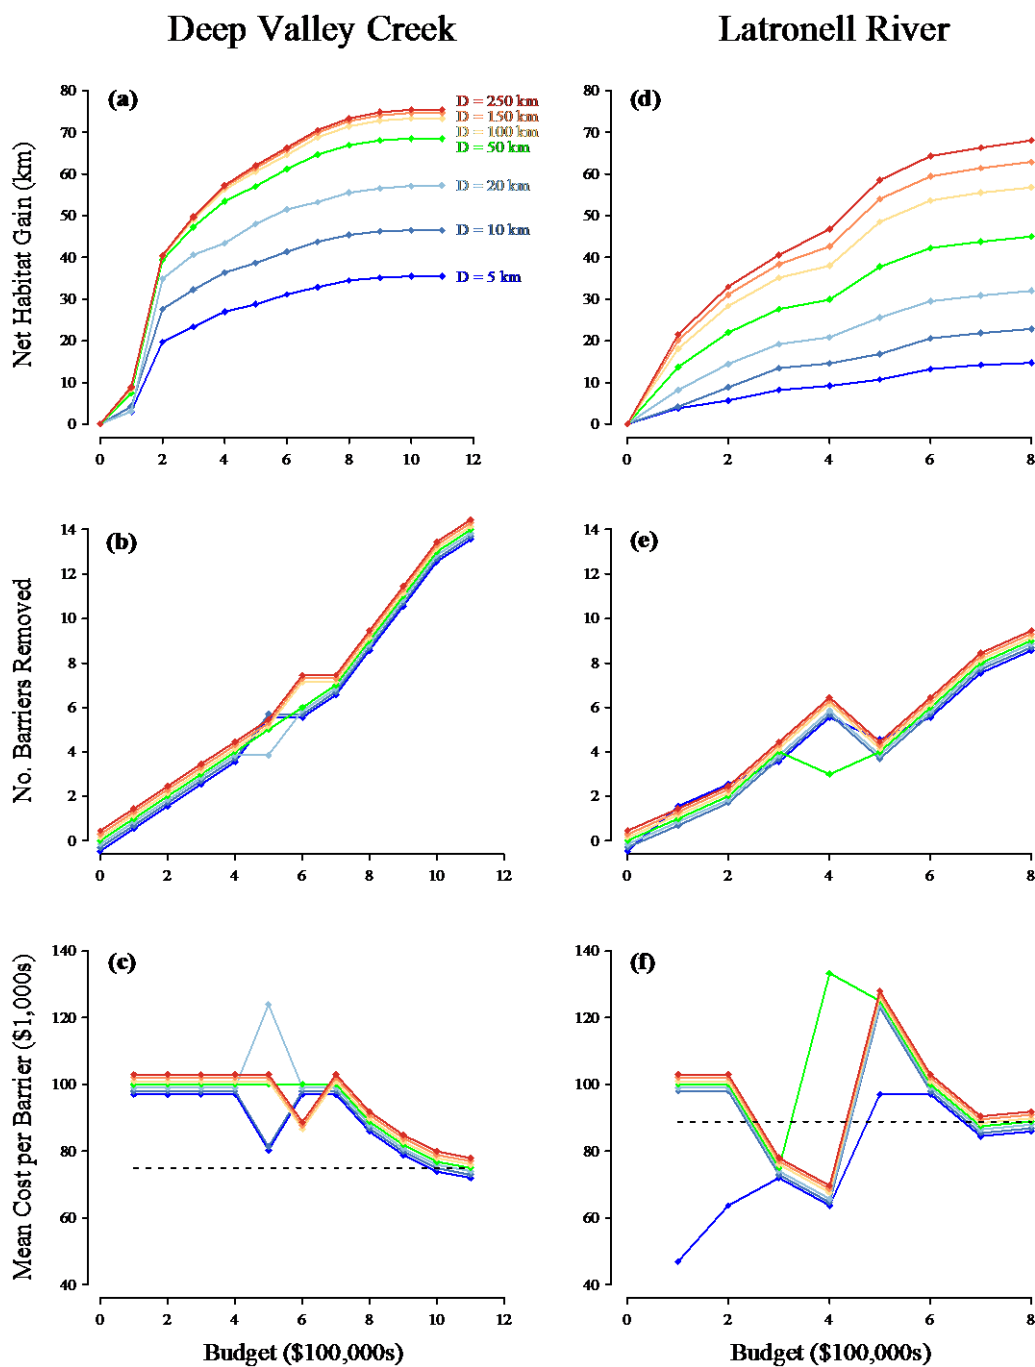 Deep Valley Creek
Latronell River
Net Habitat Gain (km)
(a)
80
70
60
50
40
30
20
10
0
0 2 4 6 8 10 12
D = 250 km
D = 150 km
D = 100 km
D = 50 km
D = 20 km
D = 10 km
D = 5 km
(d)
80
70
60
50
40
30
20
10
0
0 2 4 6 8
No. Barriers Removed
(b)
14
12
10
8
6
4
2
0
0 2 4 6 8 10 12
(e)
14
12
10
8
6
4
2
0
0 2 4 6 8
Mean Cost per Barrier ($1,000s)
(c)
140
120
100
80
60
40
0 2 4 6 8 10 12
Budget ($100,000s)
(f)
140
120
100
80
60
40
0 2 4 6 8
Budget ($100,000s)